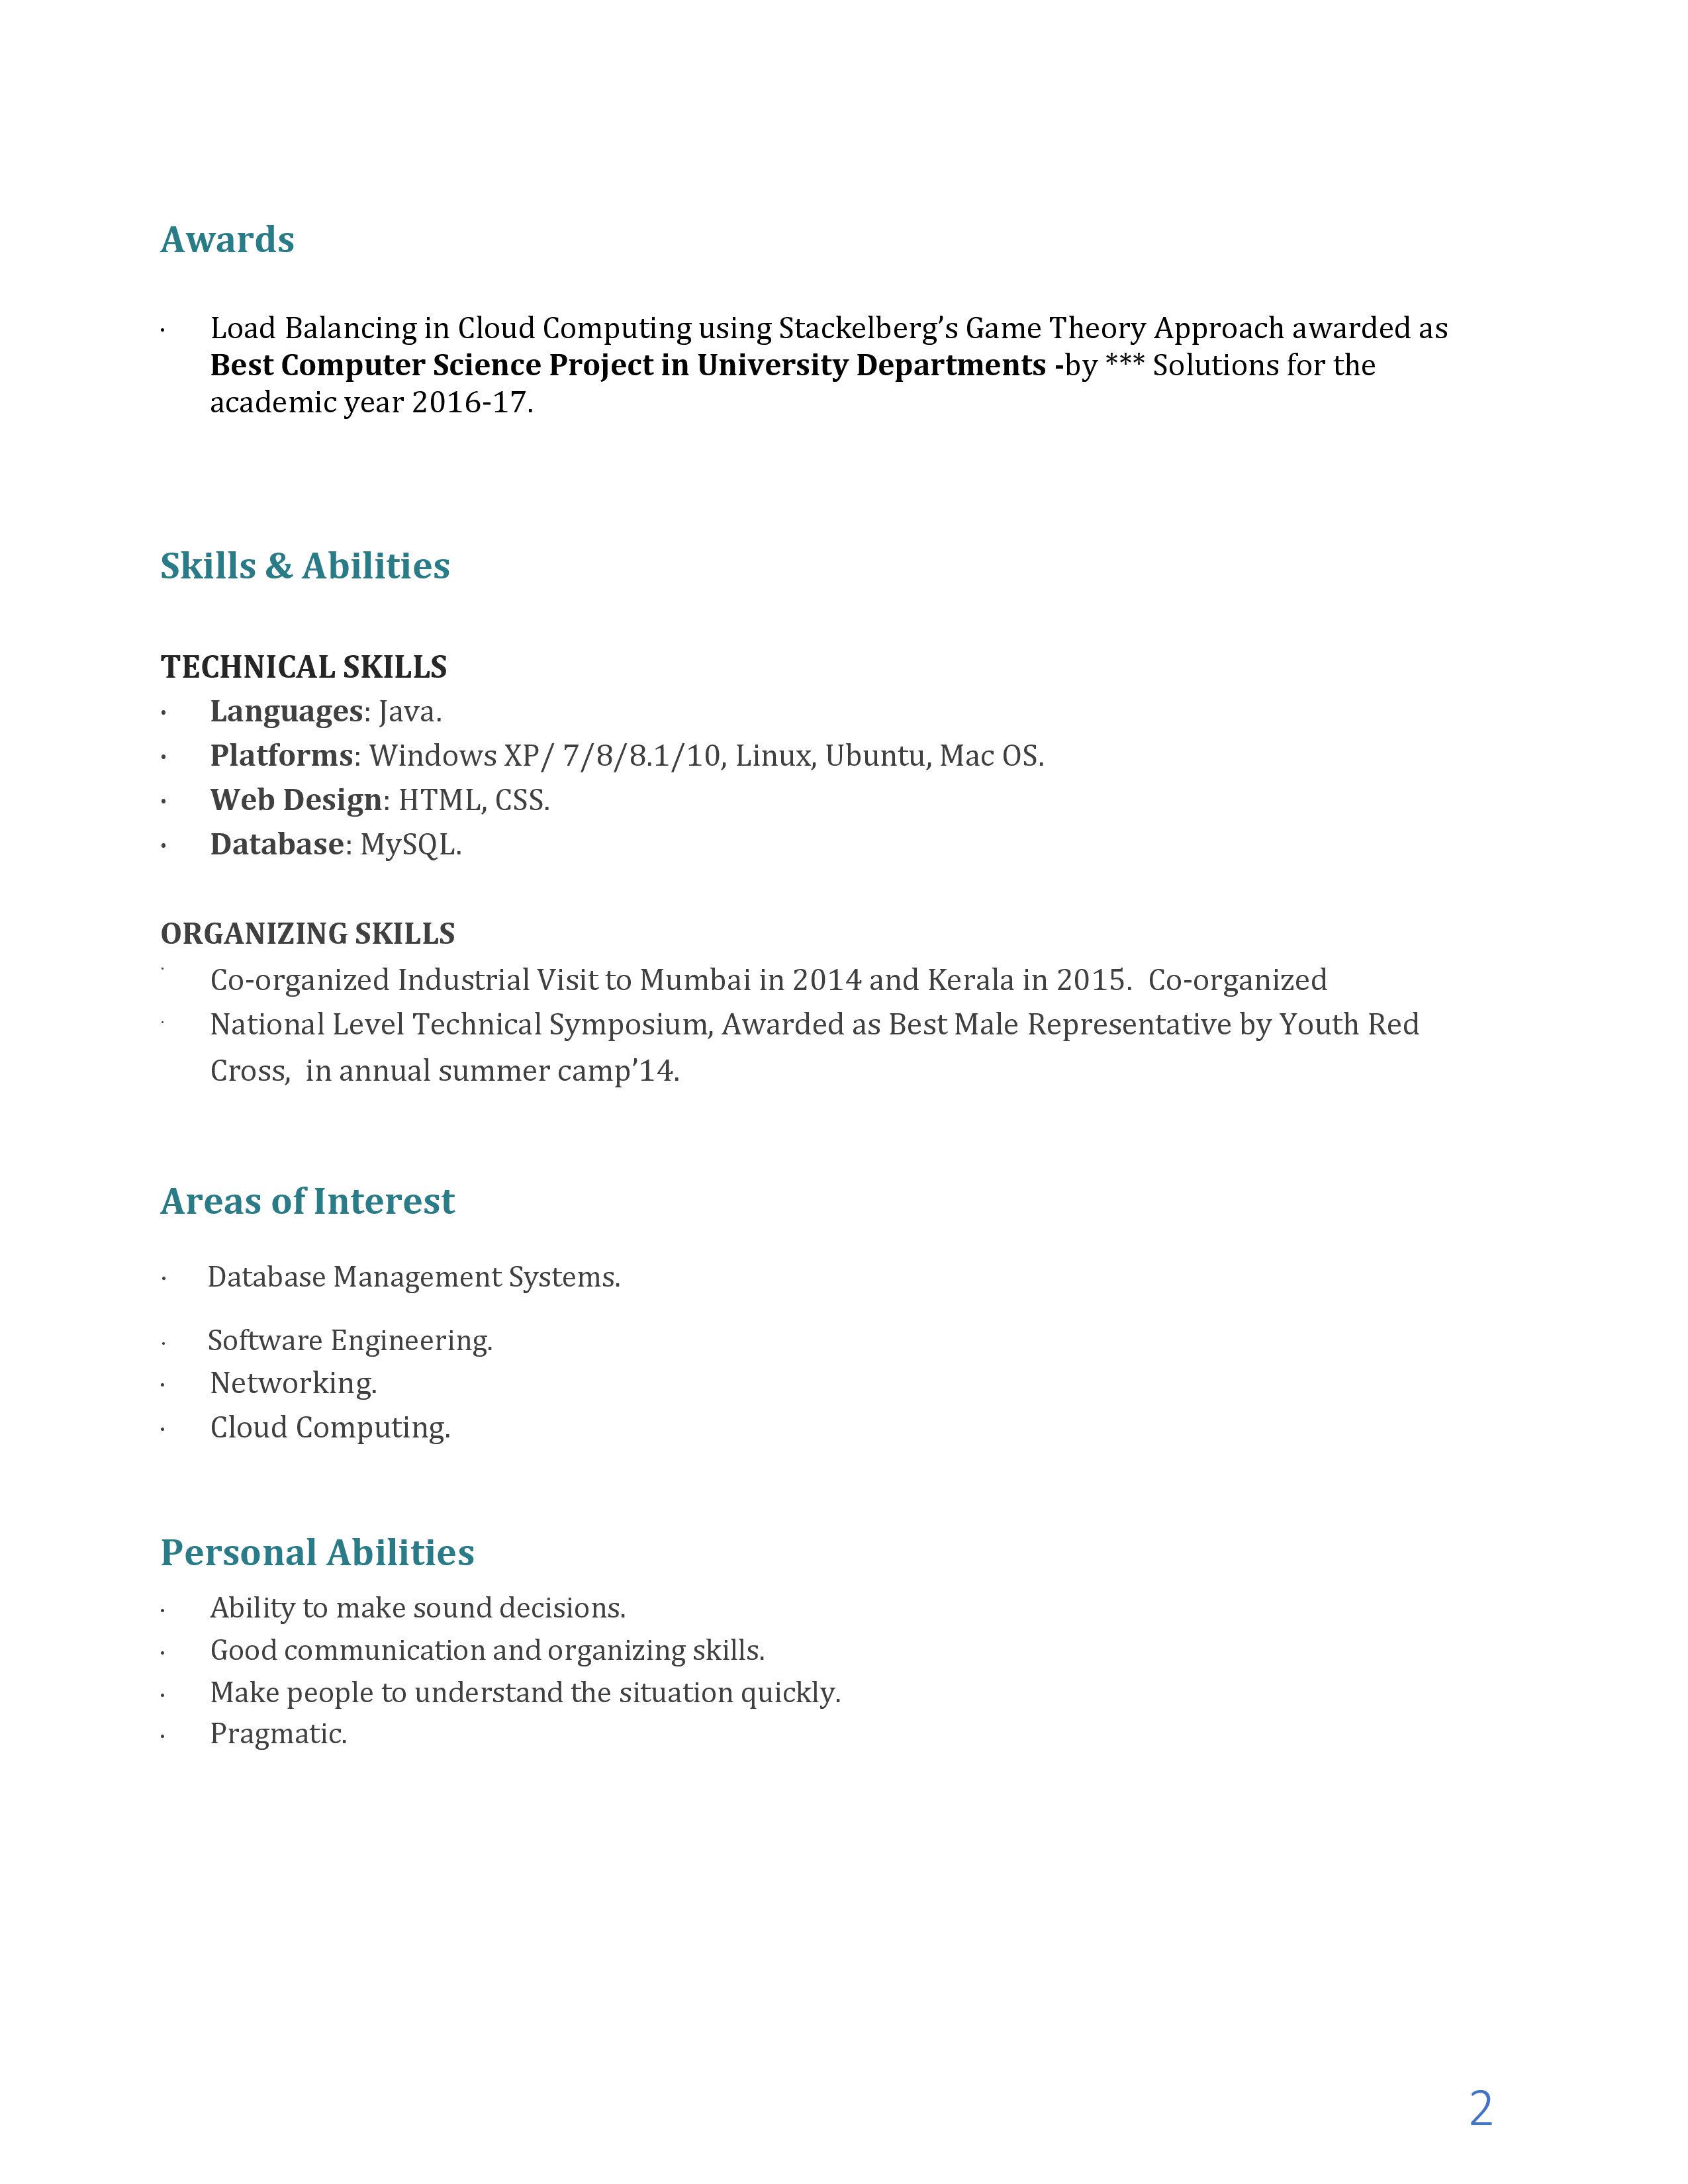 Awards
· Load Balancing in Cloud Computing using Stackelberg’s Game Theory Approach awarded as
Best Computer Science Project in University Departments -by *** Solutions for the
academic year 2016-17.
Skills & Abilities
TECHNICAL SKILLS
· Languages: Java.
· Platforms: Windows XP/ 7/8/8.1/10, Linux, Ubuntu, Mac OS.
· Web Design: HTML, CSS.
· Database: MySQL.
ORGANIZING SKILLS
· Co-organized Industrial Visit to Mumbai in 2014 and Kerala in 2015.  Co-organized
· National Level Technical Symposium, Awarded as Best Male Representative by Youth Red
Cross,  in annual summer camp’14.
Areas of Interest
· Database Management Systems.
· Software Engineering.
· Networking.
· Cloud Computing.
Personal Abilities
· Ability to make sound decisions.
· Good communication and organizing skills.
· Make people to understand the situation quickly.
· Pragmatic.
2